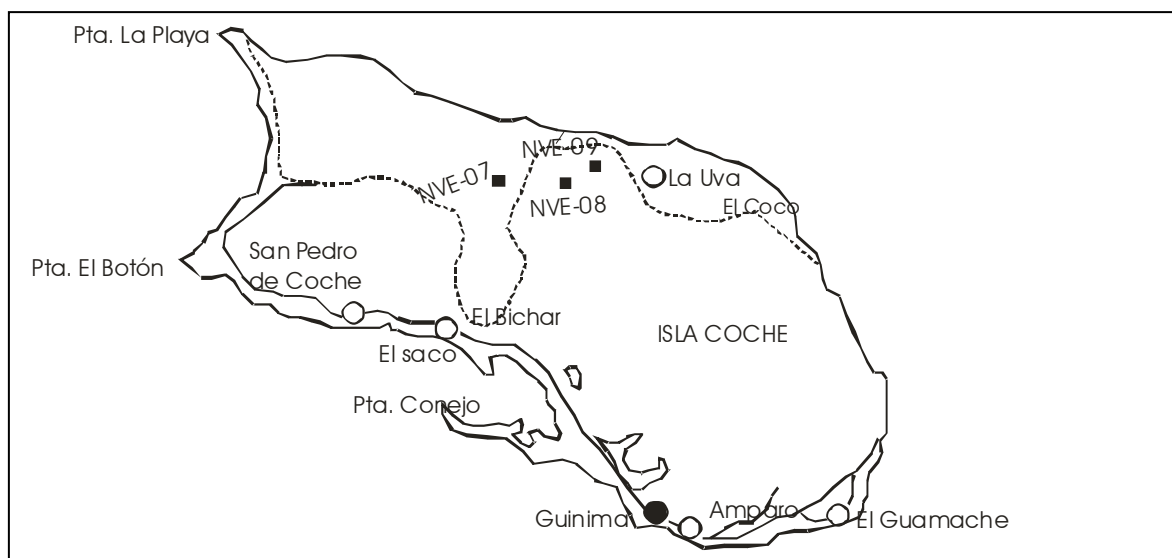 Pta. La Playa
NVE-09
NVE-07
La Uva
NVE-08
El Coco
San Pedro
de Coche
Pta. El Botón
El Bichar
ISLA COCHE
El saco
Pta. Conejo
Guinima
Amparo
El Guamache